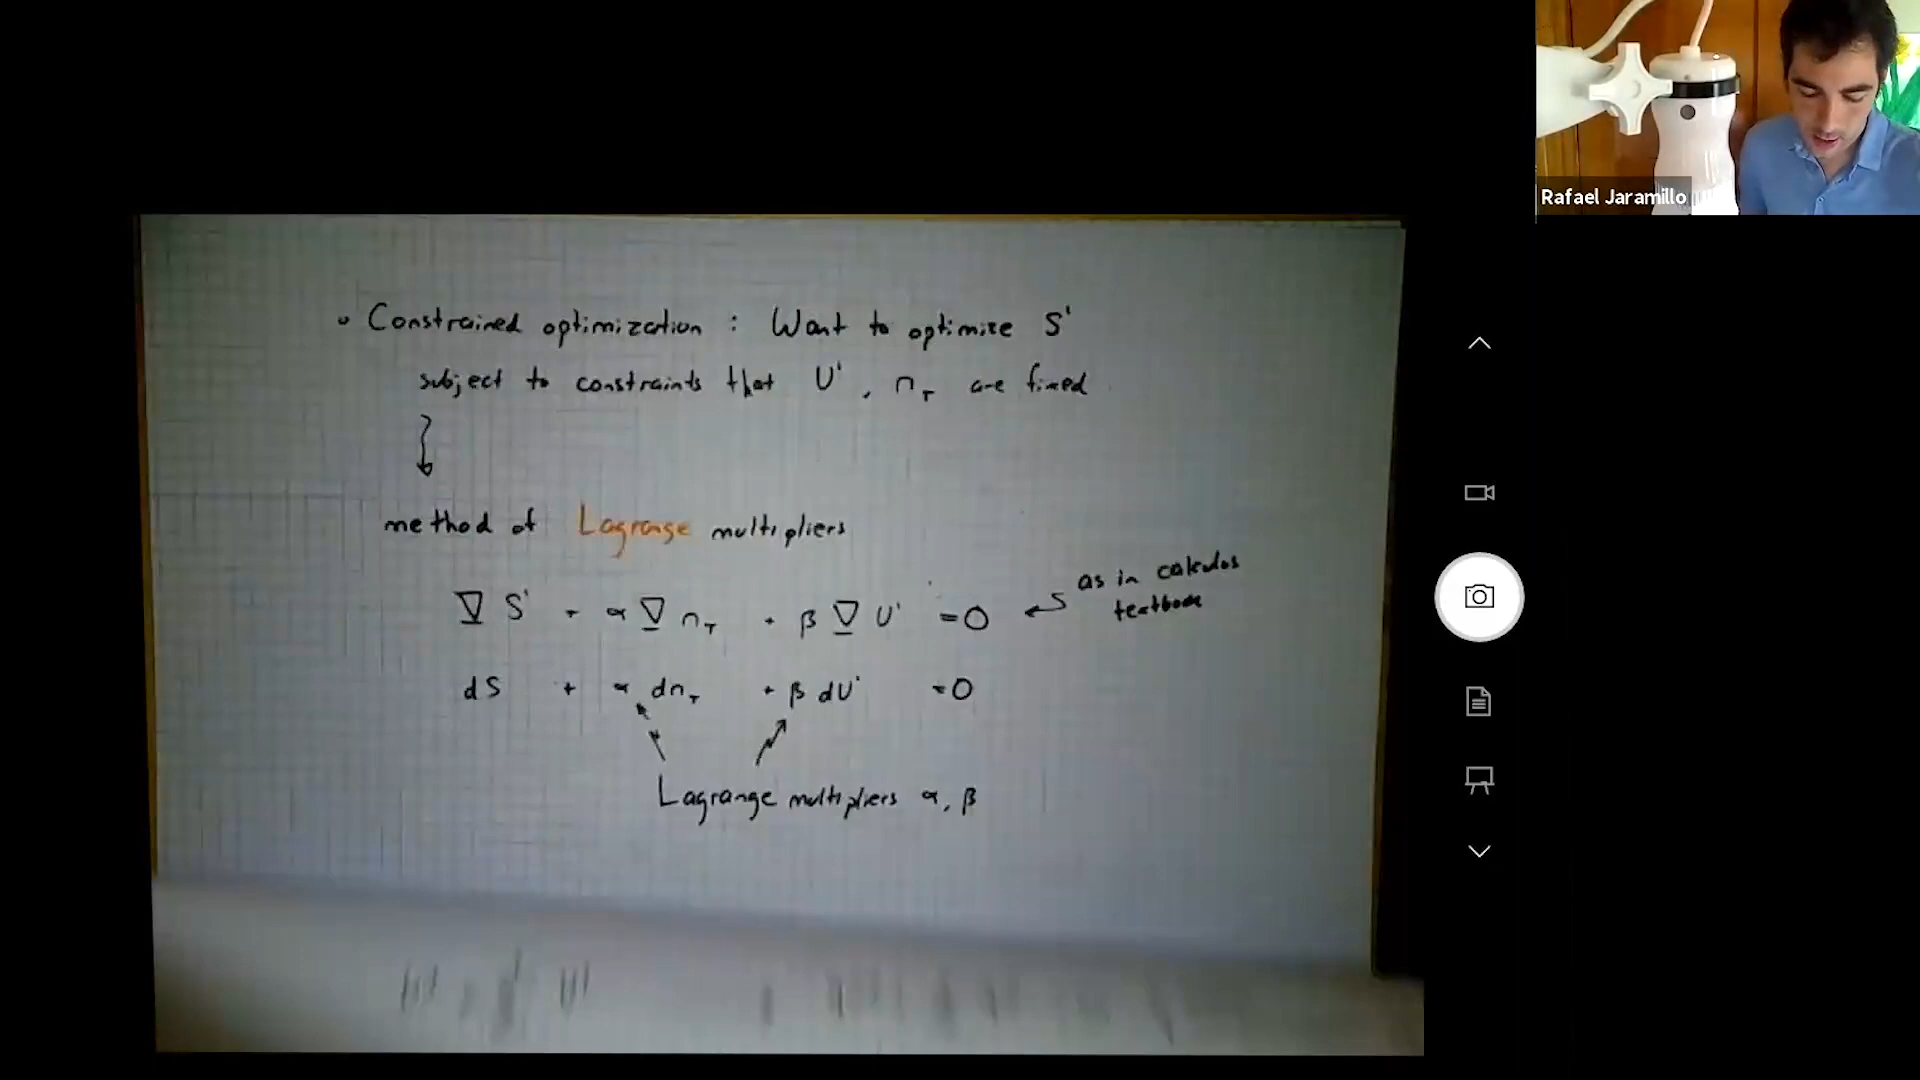 Rafael Jaramillo
• Constrained optimization : Want to optimize S'
subject to constraints that U' , n_T are fixed
method of Lagrange multipliers
∇ S' + α ∇ n_T + β ∇ U' = 0
as in calculus
textbook
dS + α dn_T + β dU' = 0
Lagrange multipliers α, β